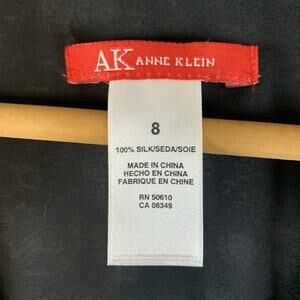 AK ANNE KLEIN
8
100% SILK/SEDA/SOIE
MADE IN CHINA
HECHO EN CHINA
FABRIQUE EN CHINE
RN 50610
CA 08349